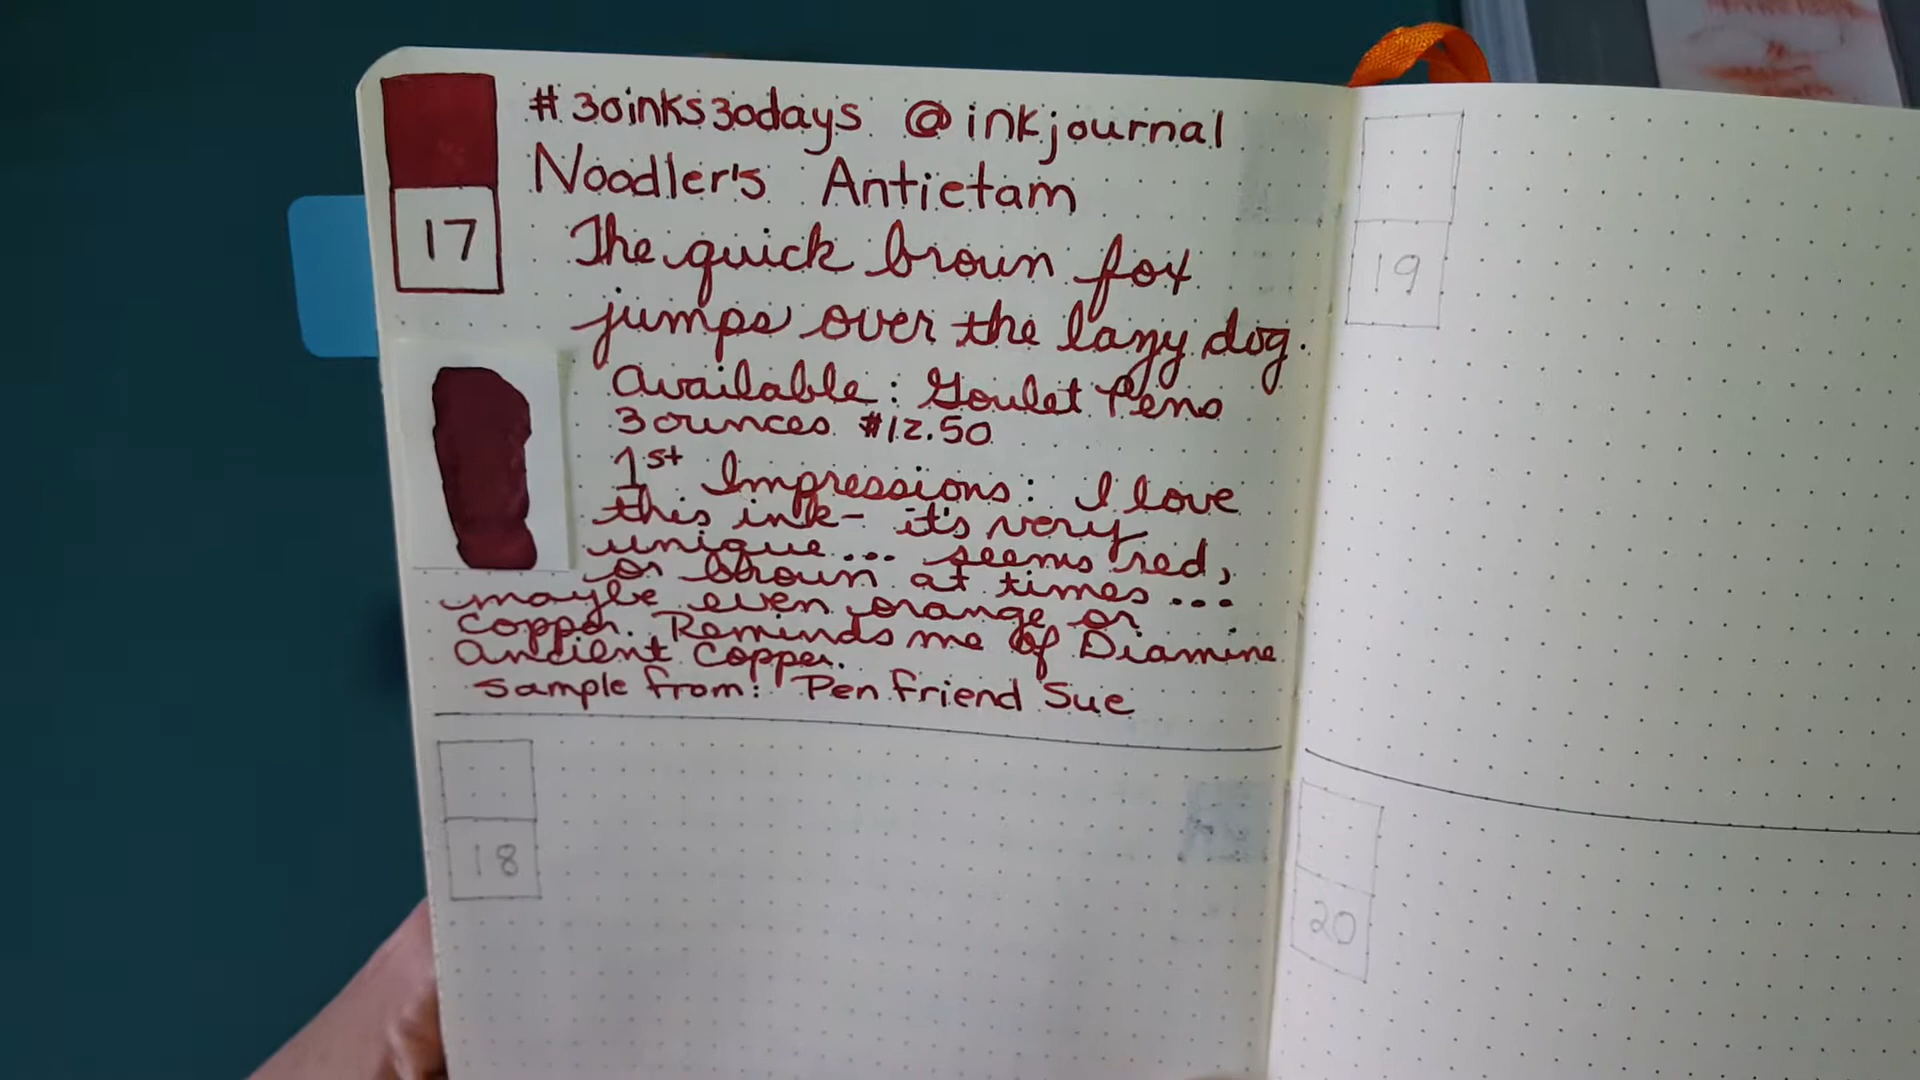 #30inks30days @inkjournal
Noodler's Antietam
17
The quick brown fox
jumps over the lazy dog.
Available: Goulet Pens
3 ounces $12.50
1st Impressions: I love
this ink- it's very
unique... seems red,
or brown at times...
maybe even orange or
copper. Reminds me of Diamine
Ancient Copper.
Sample from: Pen Friend Sue
18
19
20